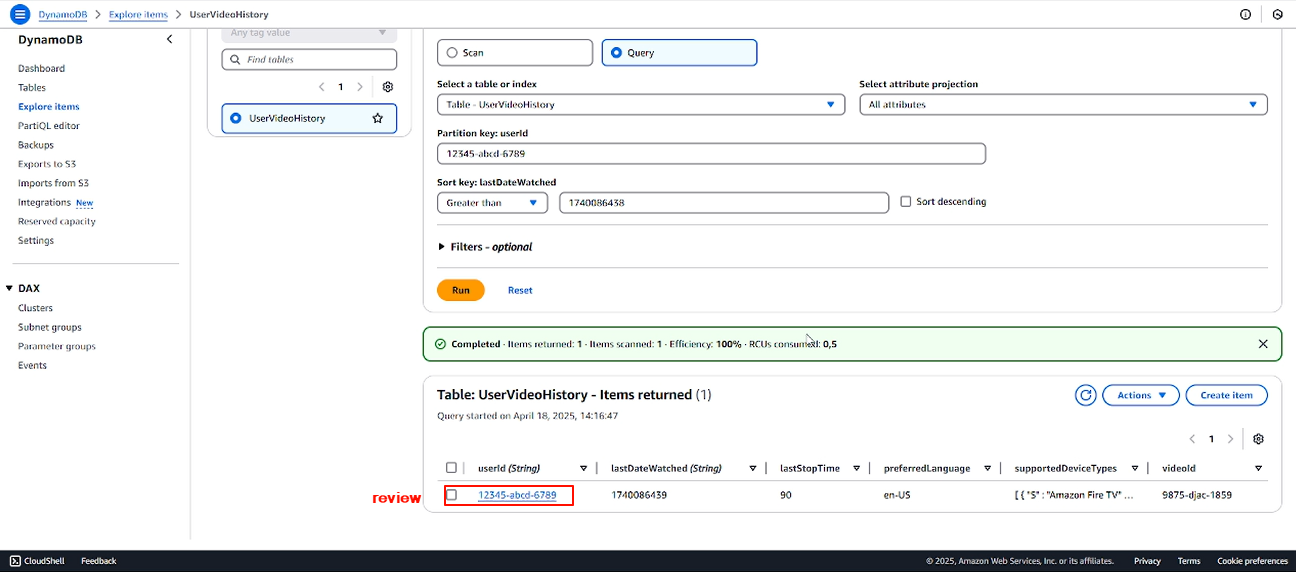 DynamoDB > Explore items > UserVideoHistory
DynamoDB
Dashboard
Tables
Explore items
PartiQL editor
Backups
Exports to S3
Imports from S3
Integrations New
Reserved capacity
Settings
DAX
Clusters
Subnet groups
Parameter groups
Events
Any tag value
Find tables
1
UserVideoHistory
Scan
Query
Select a table or index
Select attribute projection
Table - UserVideoHistory
All attributes
Partition key: userId
12345-abcd-6789
Sort key: lastDateWatched
Greater than
1740086438
Sort descending
Filters - optional
Run
Reset
Completed · Items returned: 1 · Items scanned: 1 · Efficiency: 100% · RCUs consumed: 0,5
Table: UserVideoHistory - Items returned (1)
Actions
Create item
Query started on April 18, 2025, 14:16:47
1
userId (String) lastDateWatched (String) lastStopTime preferredLanguage supportedDeviceTypes videoId
review 12345-abcd-6789 1740086439 90 en-US [ { "S" : "Amazon Fire TV" ... 9875-djac-1859
CloudShell Feedback © 2025, Amazon Web Services, Inc. or its affiliates. Privacy Terms Cookie preferences